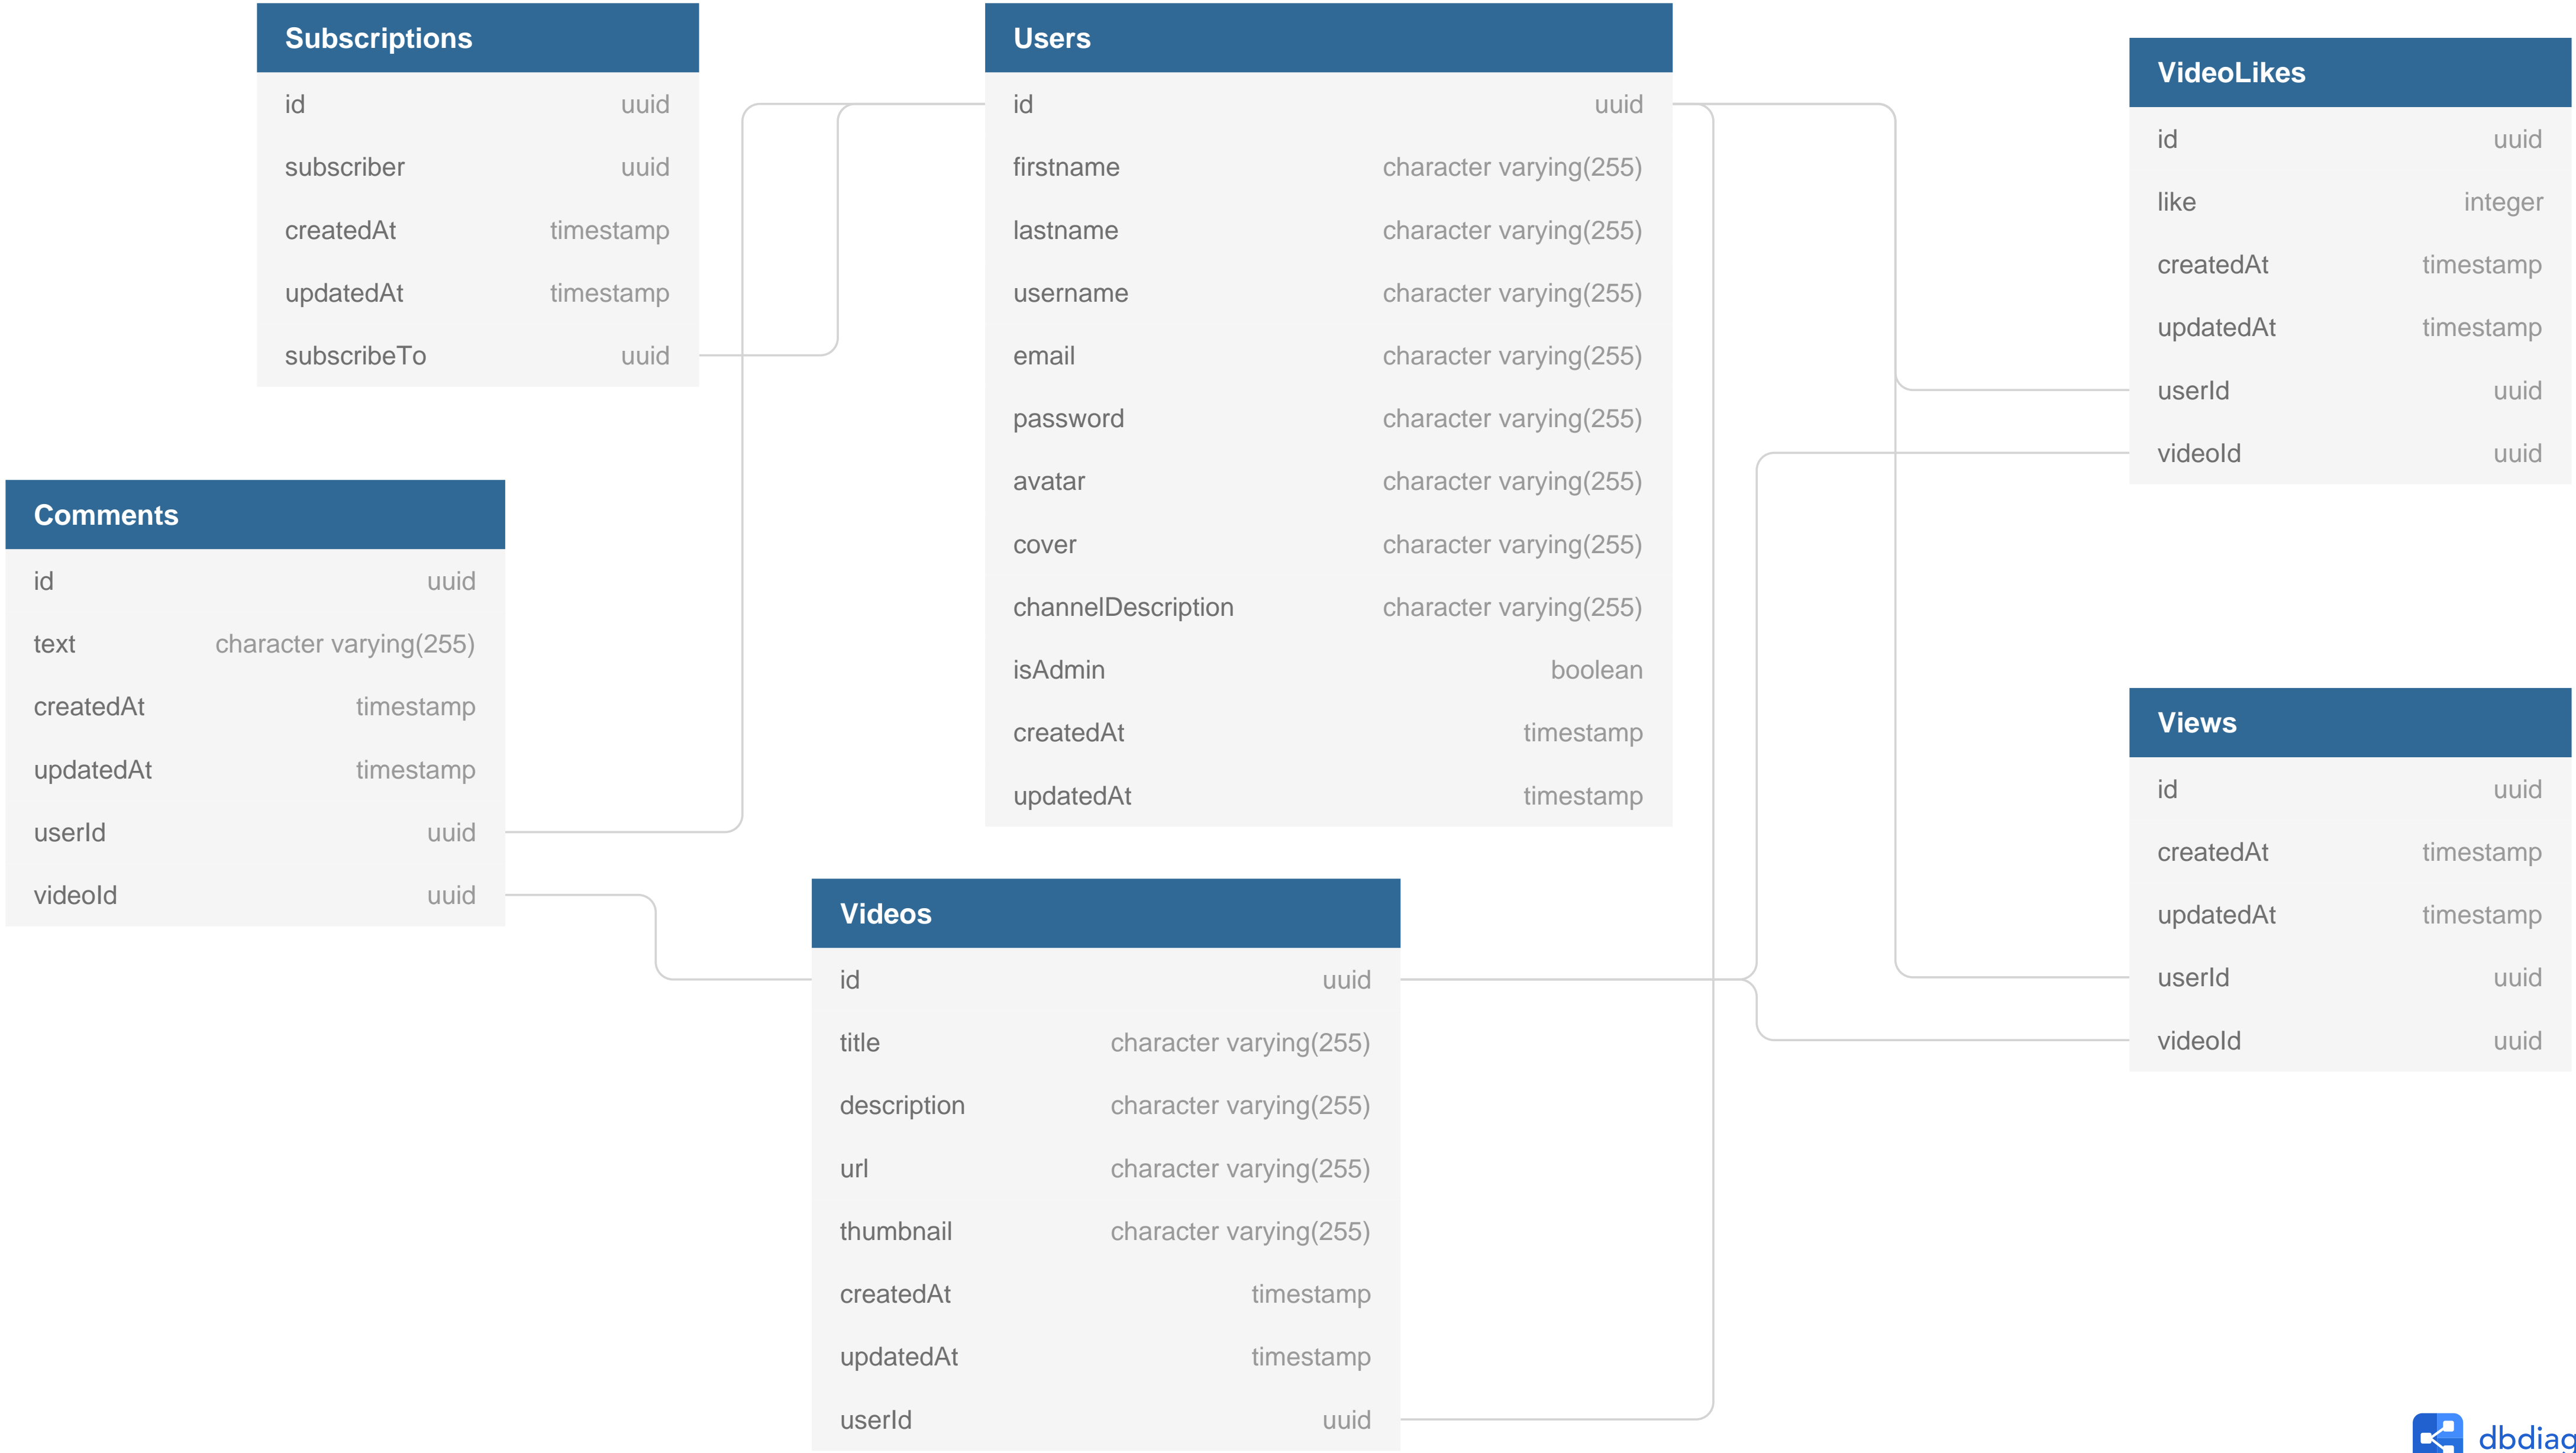 Subscriptions
id uuid
subscriber uuid
createdAt timestamp
updatedAt timestamp
subscribeTo uuid
Users
id uuid
firstname character varying(255)
lastname character varying(255)
username character varying(255)
email character varying(255)
password character varying(255)
avatar character varying(255)
cover character varying(255)
channelDescription character varying(255)
isAdmin boolean
createdAt timestamp
updatedAt timestamp
VideoLikes
id uuid
like integer
createdAt timestamp
updatedAt timestamp
userId uuid
videoId uuid
Comments
id uuid
text character varying(255)
createdAt timestamp
updatedAt timestamp
userId uuid
videoId uuid
Views
id uuid
createdAt timestamp
updatedAt timestamp
userId uuid
videoId uuid
Videos
id uuid
title character varying(255)
description character varying(255)
url character varying(255)
thumbnail character varying(255)
createdAt timestamp
updatedAt timestamp
userId uuid